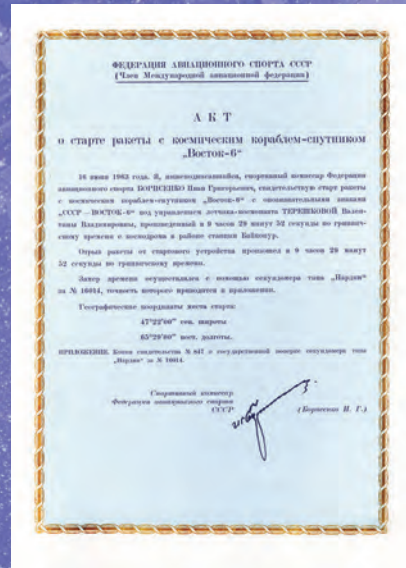 ФЕДЕРАЦИЯ АВИАЦИОННОГО СПОРТА СССР
(Член Международной авиационной федерации)
АКТ
о старте ракеты с космическим кораблем-спутником
„Восток-6"
16 июня 1963 года. Я, нижеподписавшийся, спортивный комиссар Федерации
авиационного спорта БОРИСЕНКО Иван Григорьевич, свидетельствую старт ракеты
с космическим кораблем-спутником „Восток-6" с опознавательными знаками
„СССР — ВОСТОК-6" под управлением летчика-космонавта ТЕРЕШКОВОЙ Вален-
тины Владимировны, произведенный в 9 часов 29 минут 52 секунды по гринвич-
скому времени с космодрома в районе станции Байконур.
Отрыв ракеты от стартового устройства произошел в 9 часов 29 минут
52 секунды по гринвичскому времени.
Замер времени осуществлялся с помощью секундомера типа „Нарден"
за № 16014, точность которого приводится в приложении.
Географические координаты места старта:
47°22'00" сев. широты
65°29'00" вост. долготы.
ПРИЛОЖЕНИЕ. Копия свидетельства № 847 о государственной поверке секундомера типа
„Нарден" за № 16014.
Спортивный комиссар
Федерации авиационного спорта
СССР
(Борисенко И. Г.)